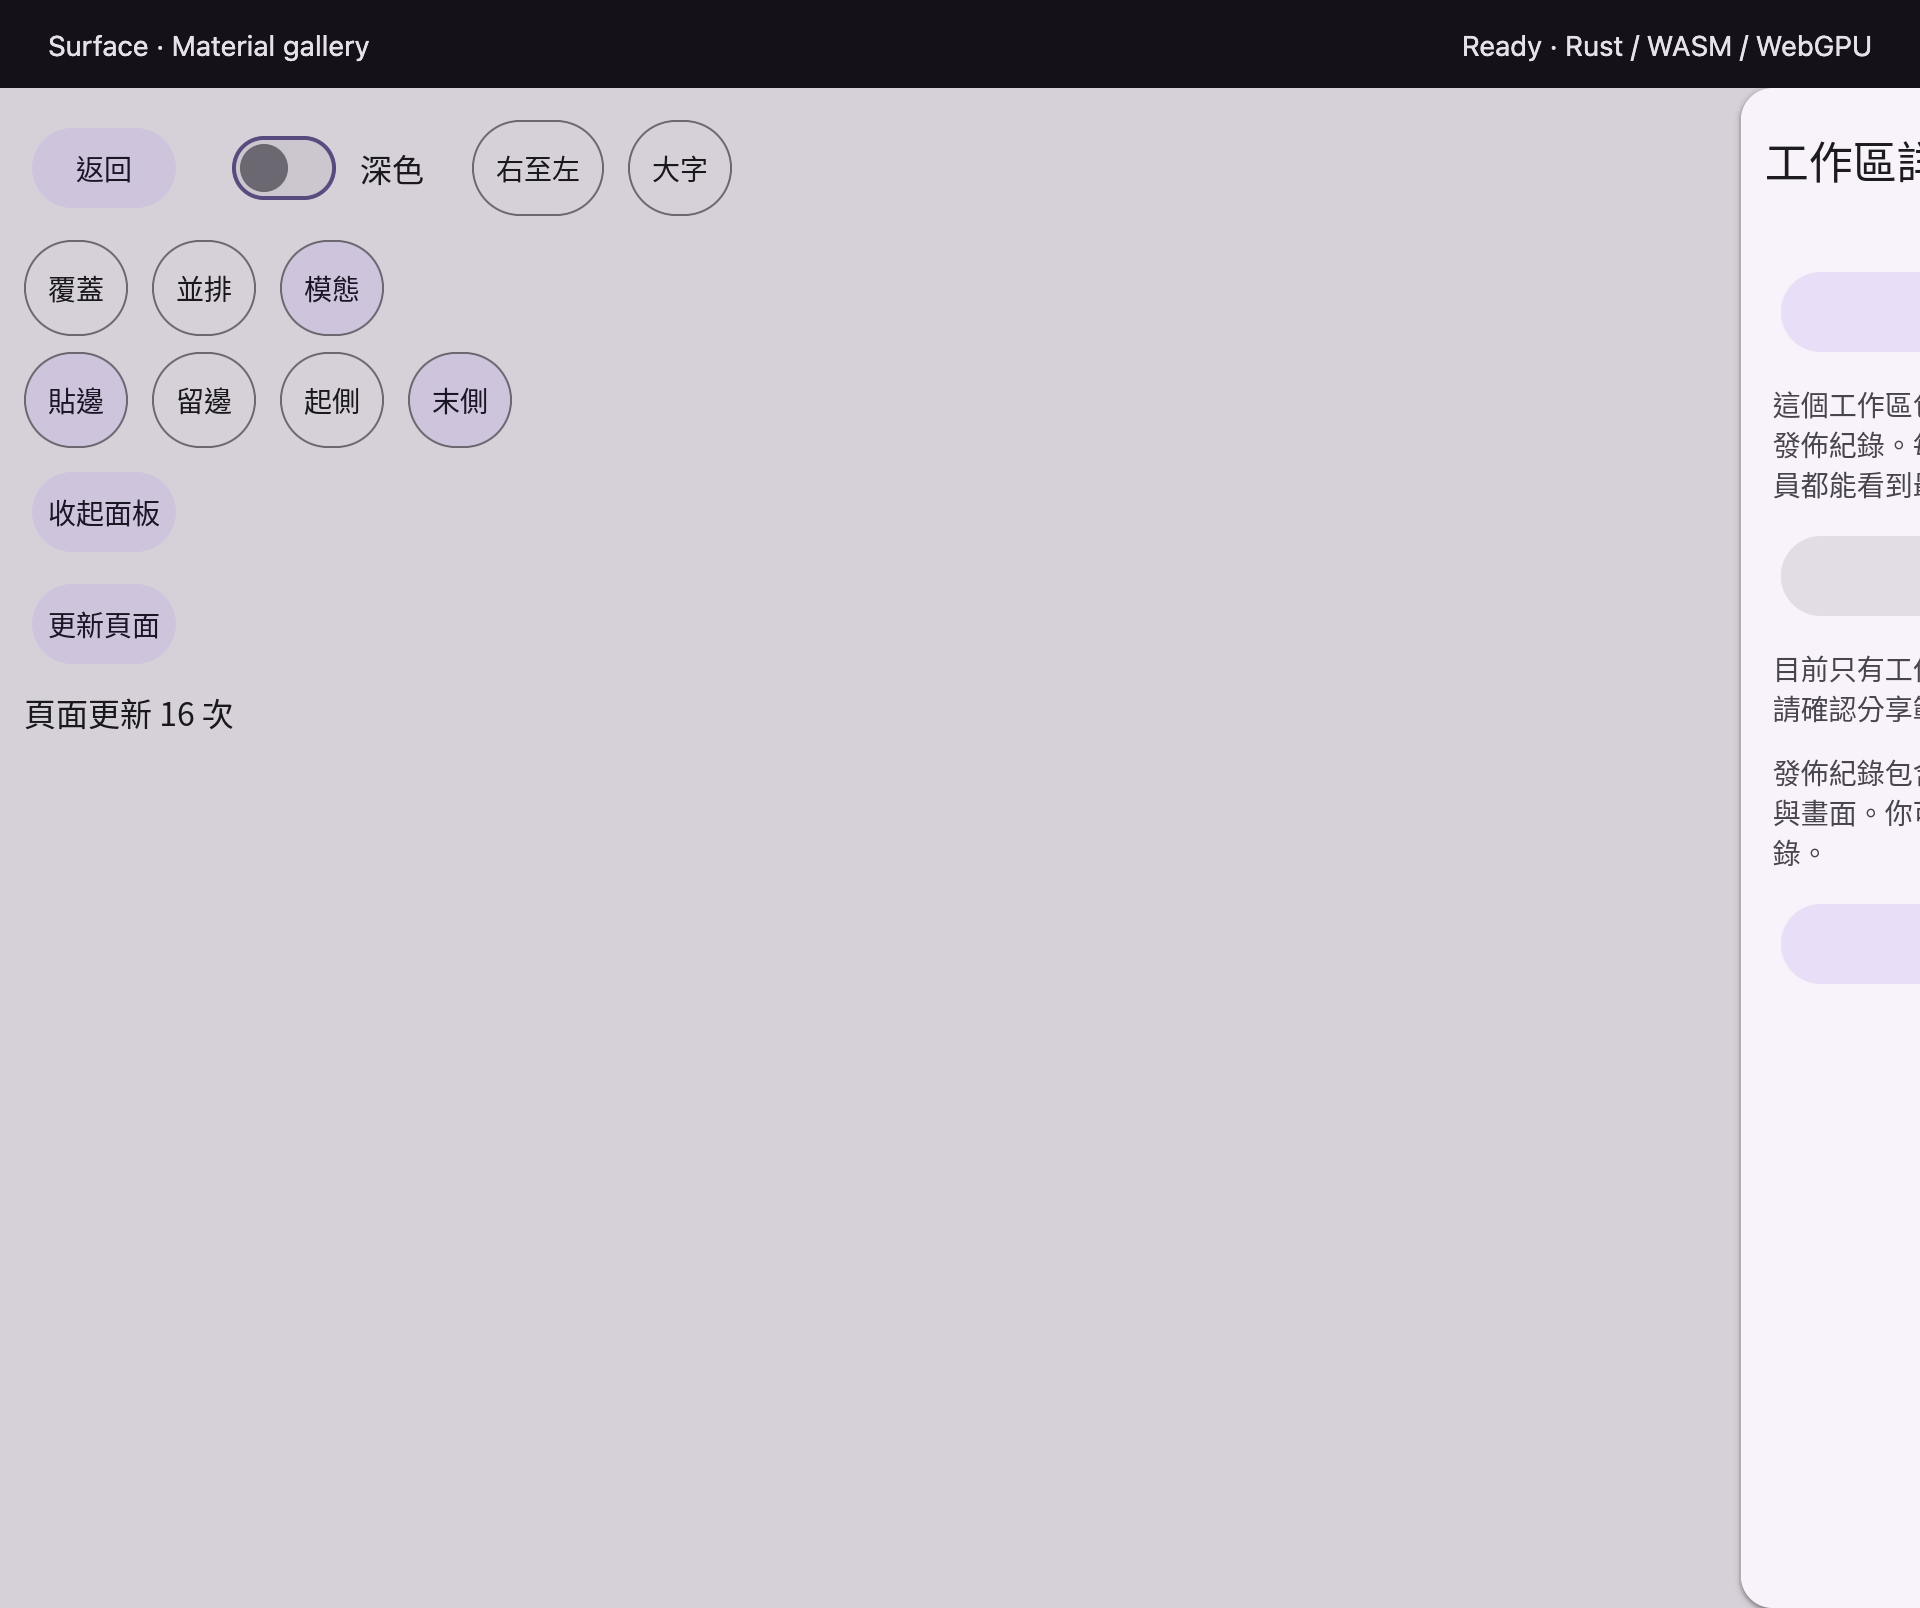 Surface · Material gallery
Ready · Rust / WASM / WebGPU
返回
深色
右至左
大字
覆蓋
並排
模態
貼邊
留邊
起側
末側
收起面板
更新頁面
頁面更新 16 次
工作區
這個工作區
發佈紀錄。
員都能看到
目前只有工
請確認分享
發佈紀錄包
與畫面。你
錄。